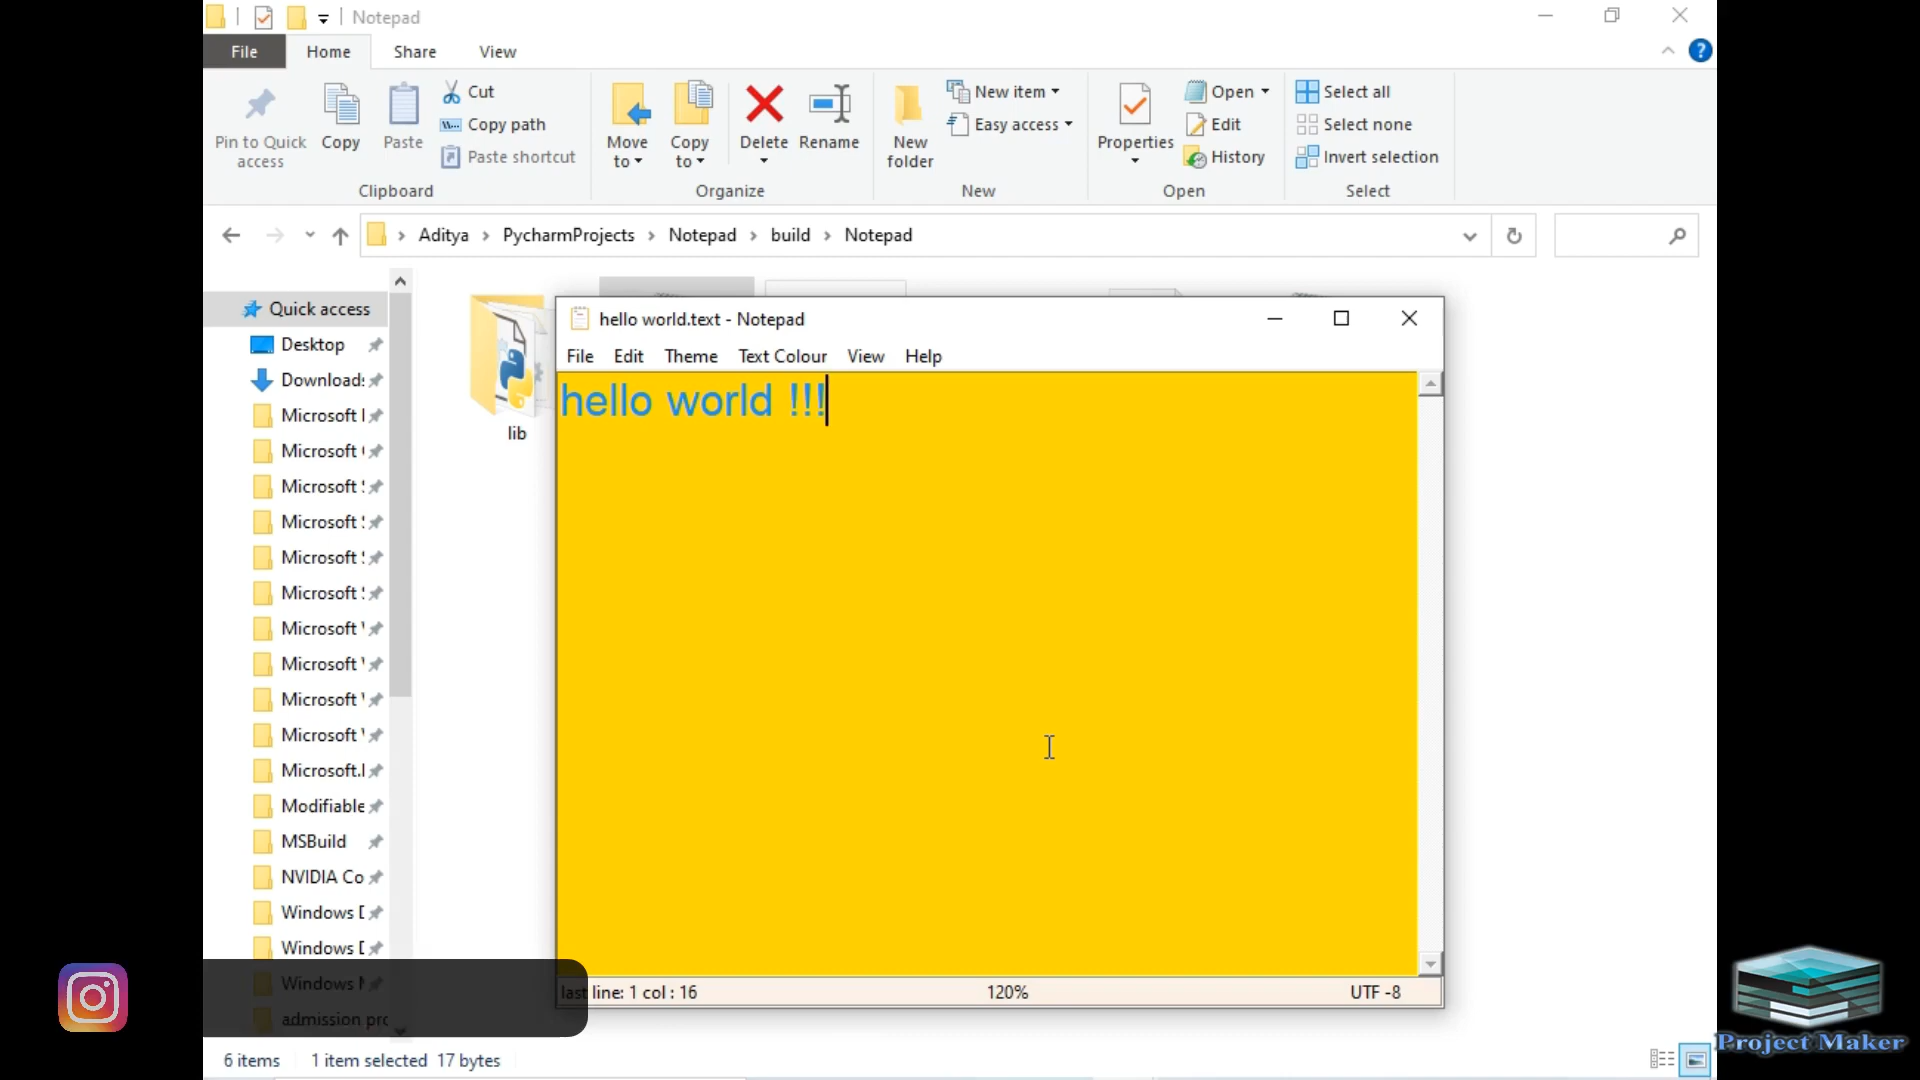 Notepad
File Home Share View
Pin to Quick access
Copy
Paste
Cut
Copy path
Paste shortcut
Clipboard
Move to
Copy to
Delete
Rename
Organize
New folder
New item
Easy access
New
Properties
Open
Edit
History
Open
Select all
Select none
Invert selection
Select
Aditya > PycharmProjects > Notepad > build > Notepad
Quick access
Desktop
Download
Microsoft
Microsoft
Microsoft
Microsoft
Microsoft
Microsoft
Microsoft
Microsoft
Microsoft
Microsoft
Microsoft.
Modifiable
MSBuild
NVIDIA Co
Windows
Windows
Windows
admission pro
lib
hello world.text - Notepad
File Edit Theme Text Colour View Help
hello world !!!
last line: 1 col : 16 120% UTF -8
6 items 1 item selected 17 bytes
Project Maker